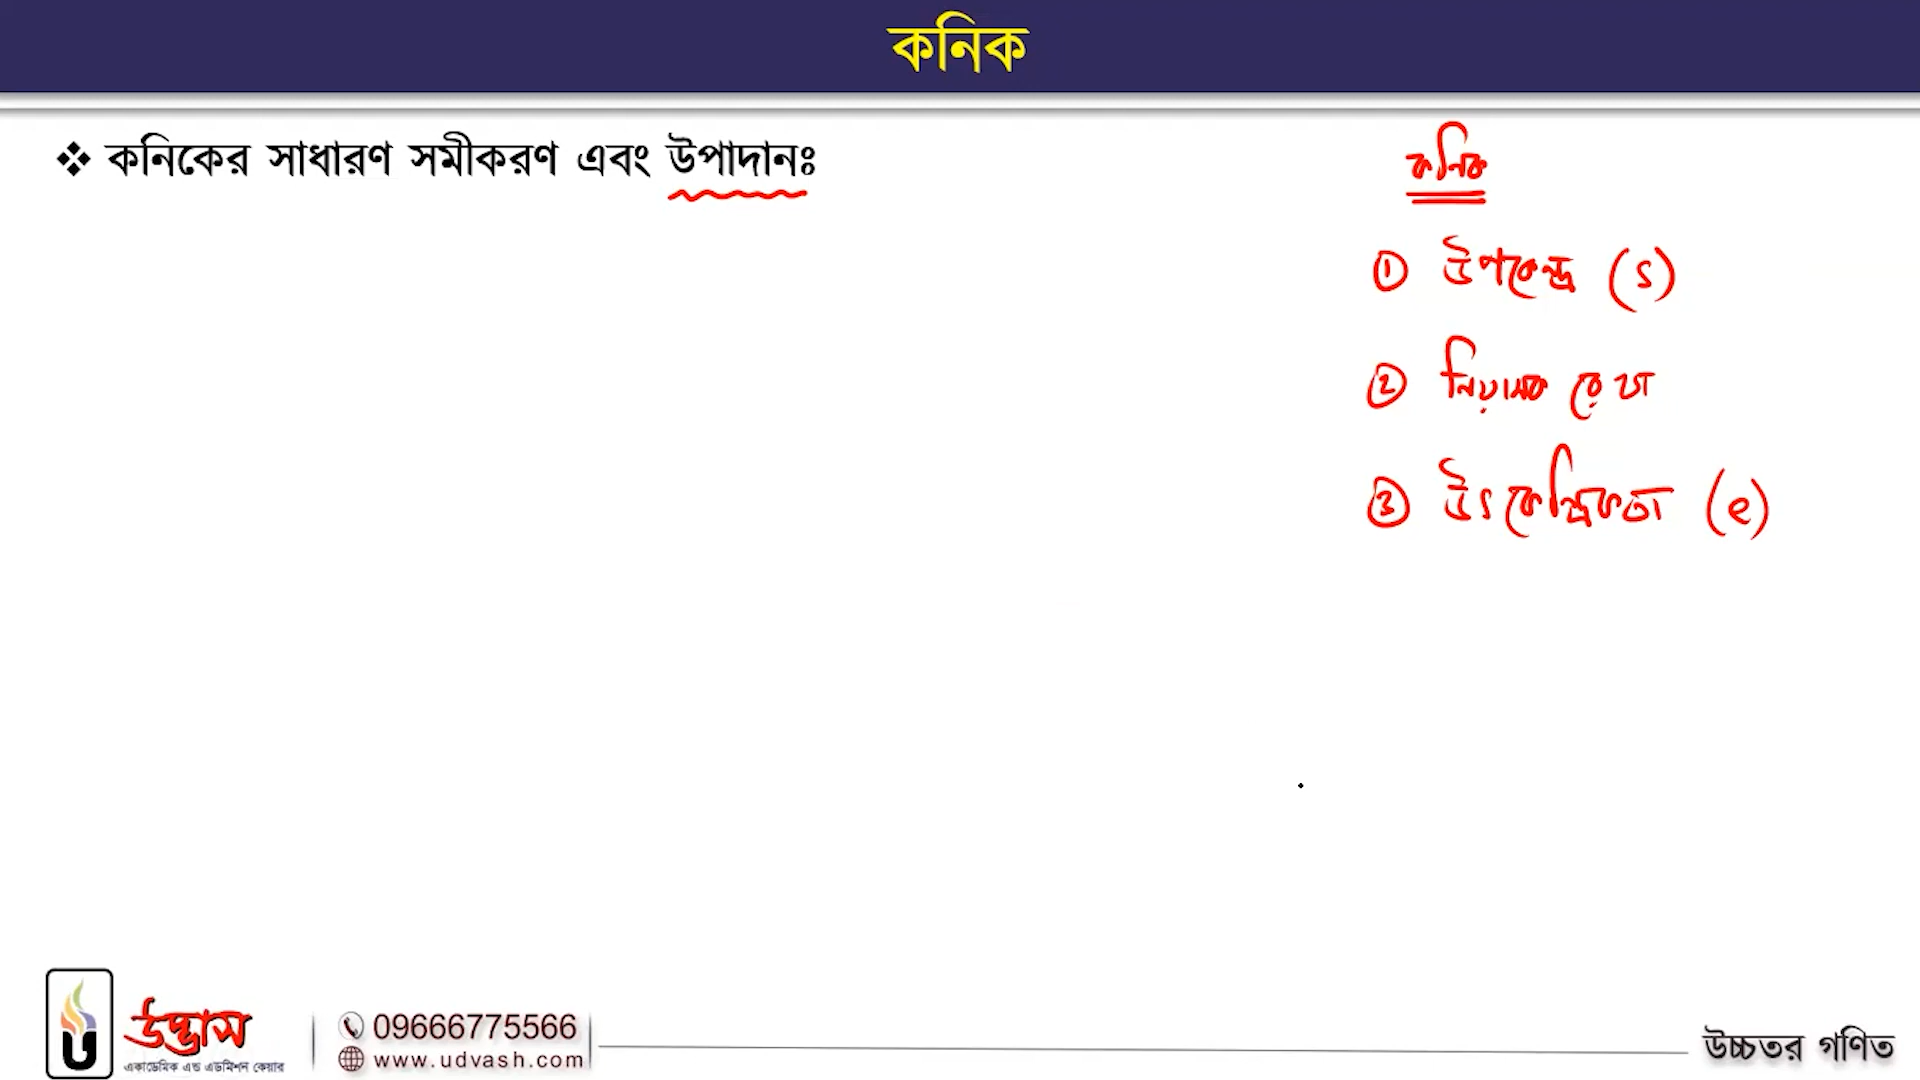 কনিক
❖ কনিকের সাধারণ সমীকরণ এবং উপাদানঃ
কনিক
① উপকেন্দ্র (S)
② নিয়ামক রেখা
③ উৎকেন্দ্রিকতা (e)
U উদ্ভাস
একাডেমিক এন্ড এডমিশন কেয়ার
09666775566
www.udvash.com
উচ্চতর গণিত